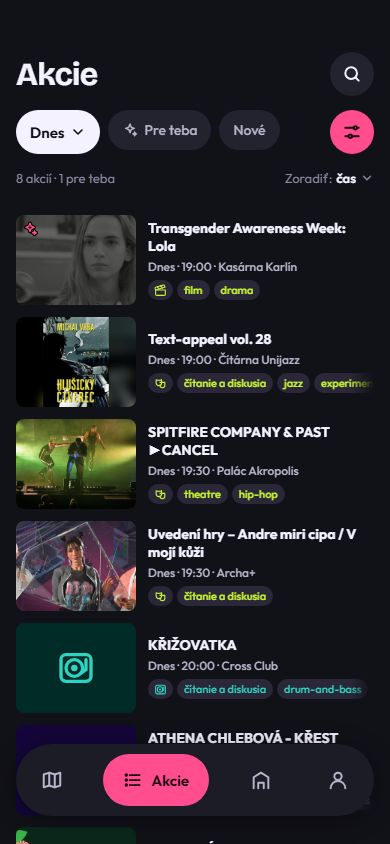 Akcie
Dnes
Pre teba
Nové
8 akcií · 1 pre teba
Zoradiť: čas
Transgender Awareness Week:
Lola
Dnes · 19:00 · Kasárna Karlín
film
drama
MICHAL VRBA
HLUŠICKÝ
ČTVEREC
Text-appeal vol. 28
Dnes · 19:00 · Čítárna Unijazz
čítanie a diskusia
jazz
experimen
SPITFIRE COMPANY & PAST
▶CANCEL
Dnes · 19:30 · Palác Akropolis
theatre
hip-hop
Uvedení hry – Andre miri cipa / V
mojí kůži
Dnes · 19:30 · Archa+
čítanie a diskusia
KŘIŽOVATKA
Dnes · 20:00 · Cross Club
čítanie a diskusia
drum-and-bass
ATHENA CHLEBOVÁ - KŘEST
Akcie